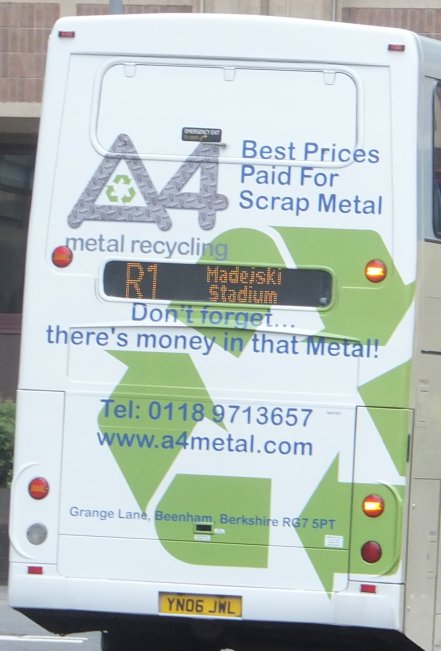 EMERGENCY EXIT
A4
metal recycling
Best Prices
Paid For
Scrap Metal
R1
Madejski
Stadium
Don't forget...
there's money in that Metal!
Tel: 0118 9713657
www.a4metal.com
Grange Lane, Beenham, Berkshire RG7 5PT
YN06 JWL